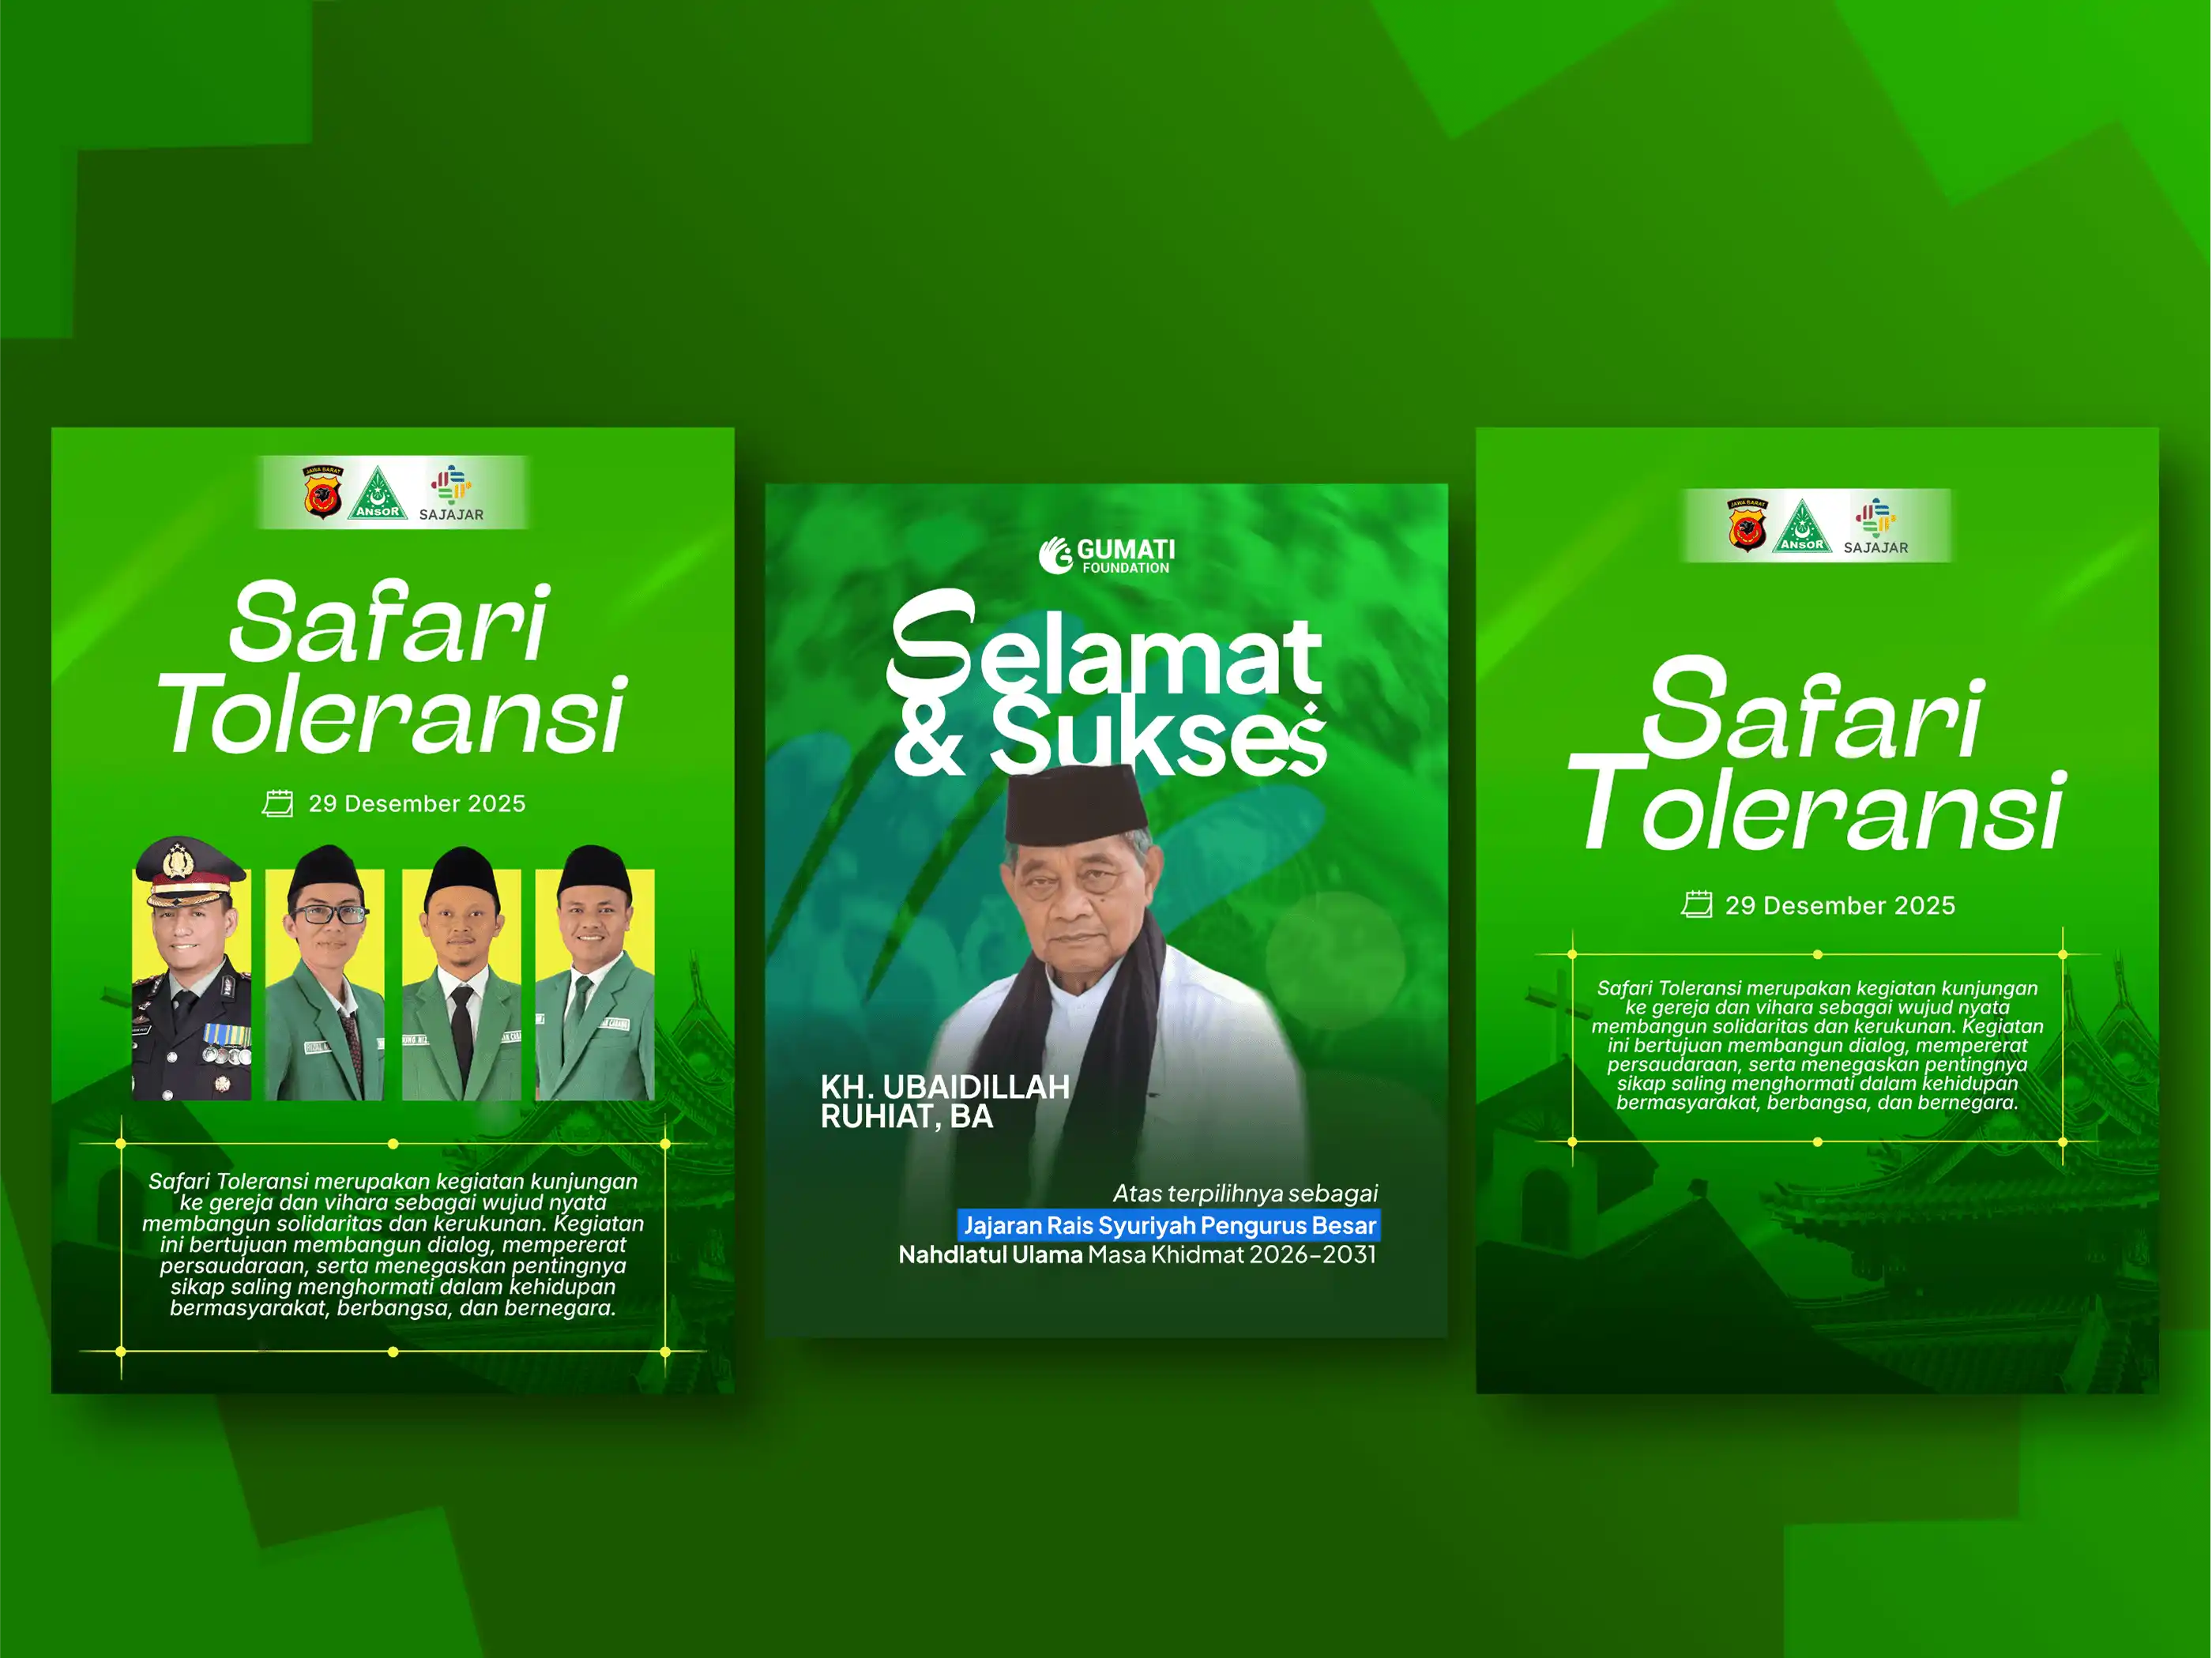 JAWA BARAT
ANSOR
SAJAJAR
Safari
Toleransi
29 Desember 2025
Safari Toleransi merupakan kegiatan kunjungan
ke gereja dan vihara sebagai wujud nyata
membangun solidaritas dan kerukunan. Kegiatan
ini bertujuan membangun dialog, mempererat
persaudaraan, serta menegaskan pentingnya
sikap saling menghormati dalam kehidupan
bermasyarakat, berbangsa, dan bernegara.
GUMATI
FOUNDATION
Selamat
& Sukses
KH. UBAIDILLAH
RUHIAT, BA
Atas terpilihnya sebagai
Jajaran Rais Syuriyah Pengurus Besar
Nahdlatul Ulama Masa Khidmat 2026–2031
JAWA BARAT
ANSOR
SAJAJAR
Safari
Toleransi
29 Desember 2025
Safari Toleransi merupakan kegiatan kunjungan
ke gereja dan vihara sebagai wujud nyata
membangun solidaritas dan kerukunan. Kegiatan
ini bertujuan membangun dialog, mempererat
persaudaraan, serta menegaskan pentingnya
sikap saling menghormati dalam kehidupan
bermasyarakat, berbangsa, dan bernegara.